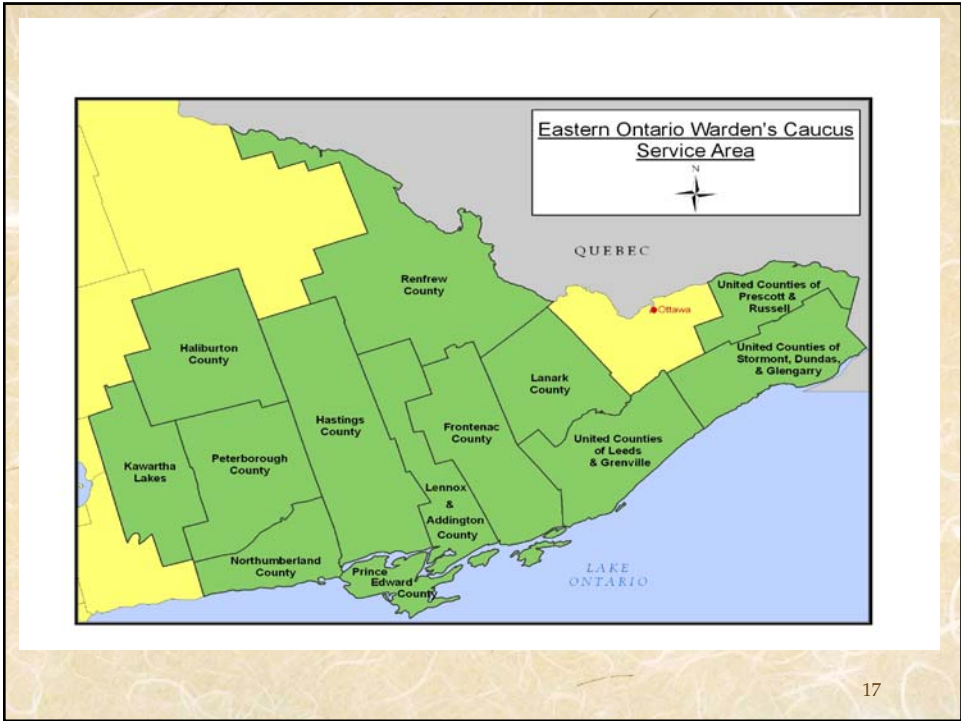 Eastern Ontario Warden's Caucus
Service Area
N
QUEBEC
Renfrew
County
Ottawa
United Counties of
Prescott &
Russell
United Counties of
Stormont, Dundas,
& Glengarry
Haliburton
County
Lanark
County
Hastings
County
Frontenac
County
United Counties
of Leeds
& Grenville
Kawartha
Lakes
Peterborough
County
Lennox
&
Addington
County
Northumberland
County
Prince
Edward
County
LAKE
ONTARIO
17